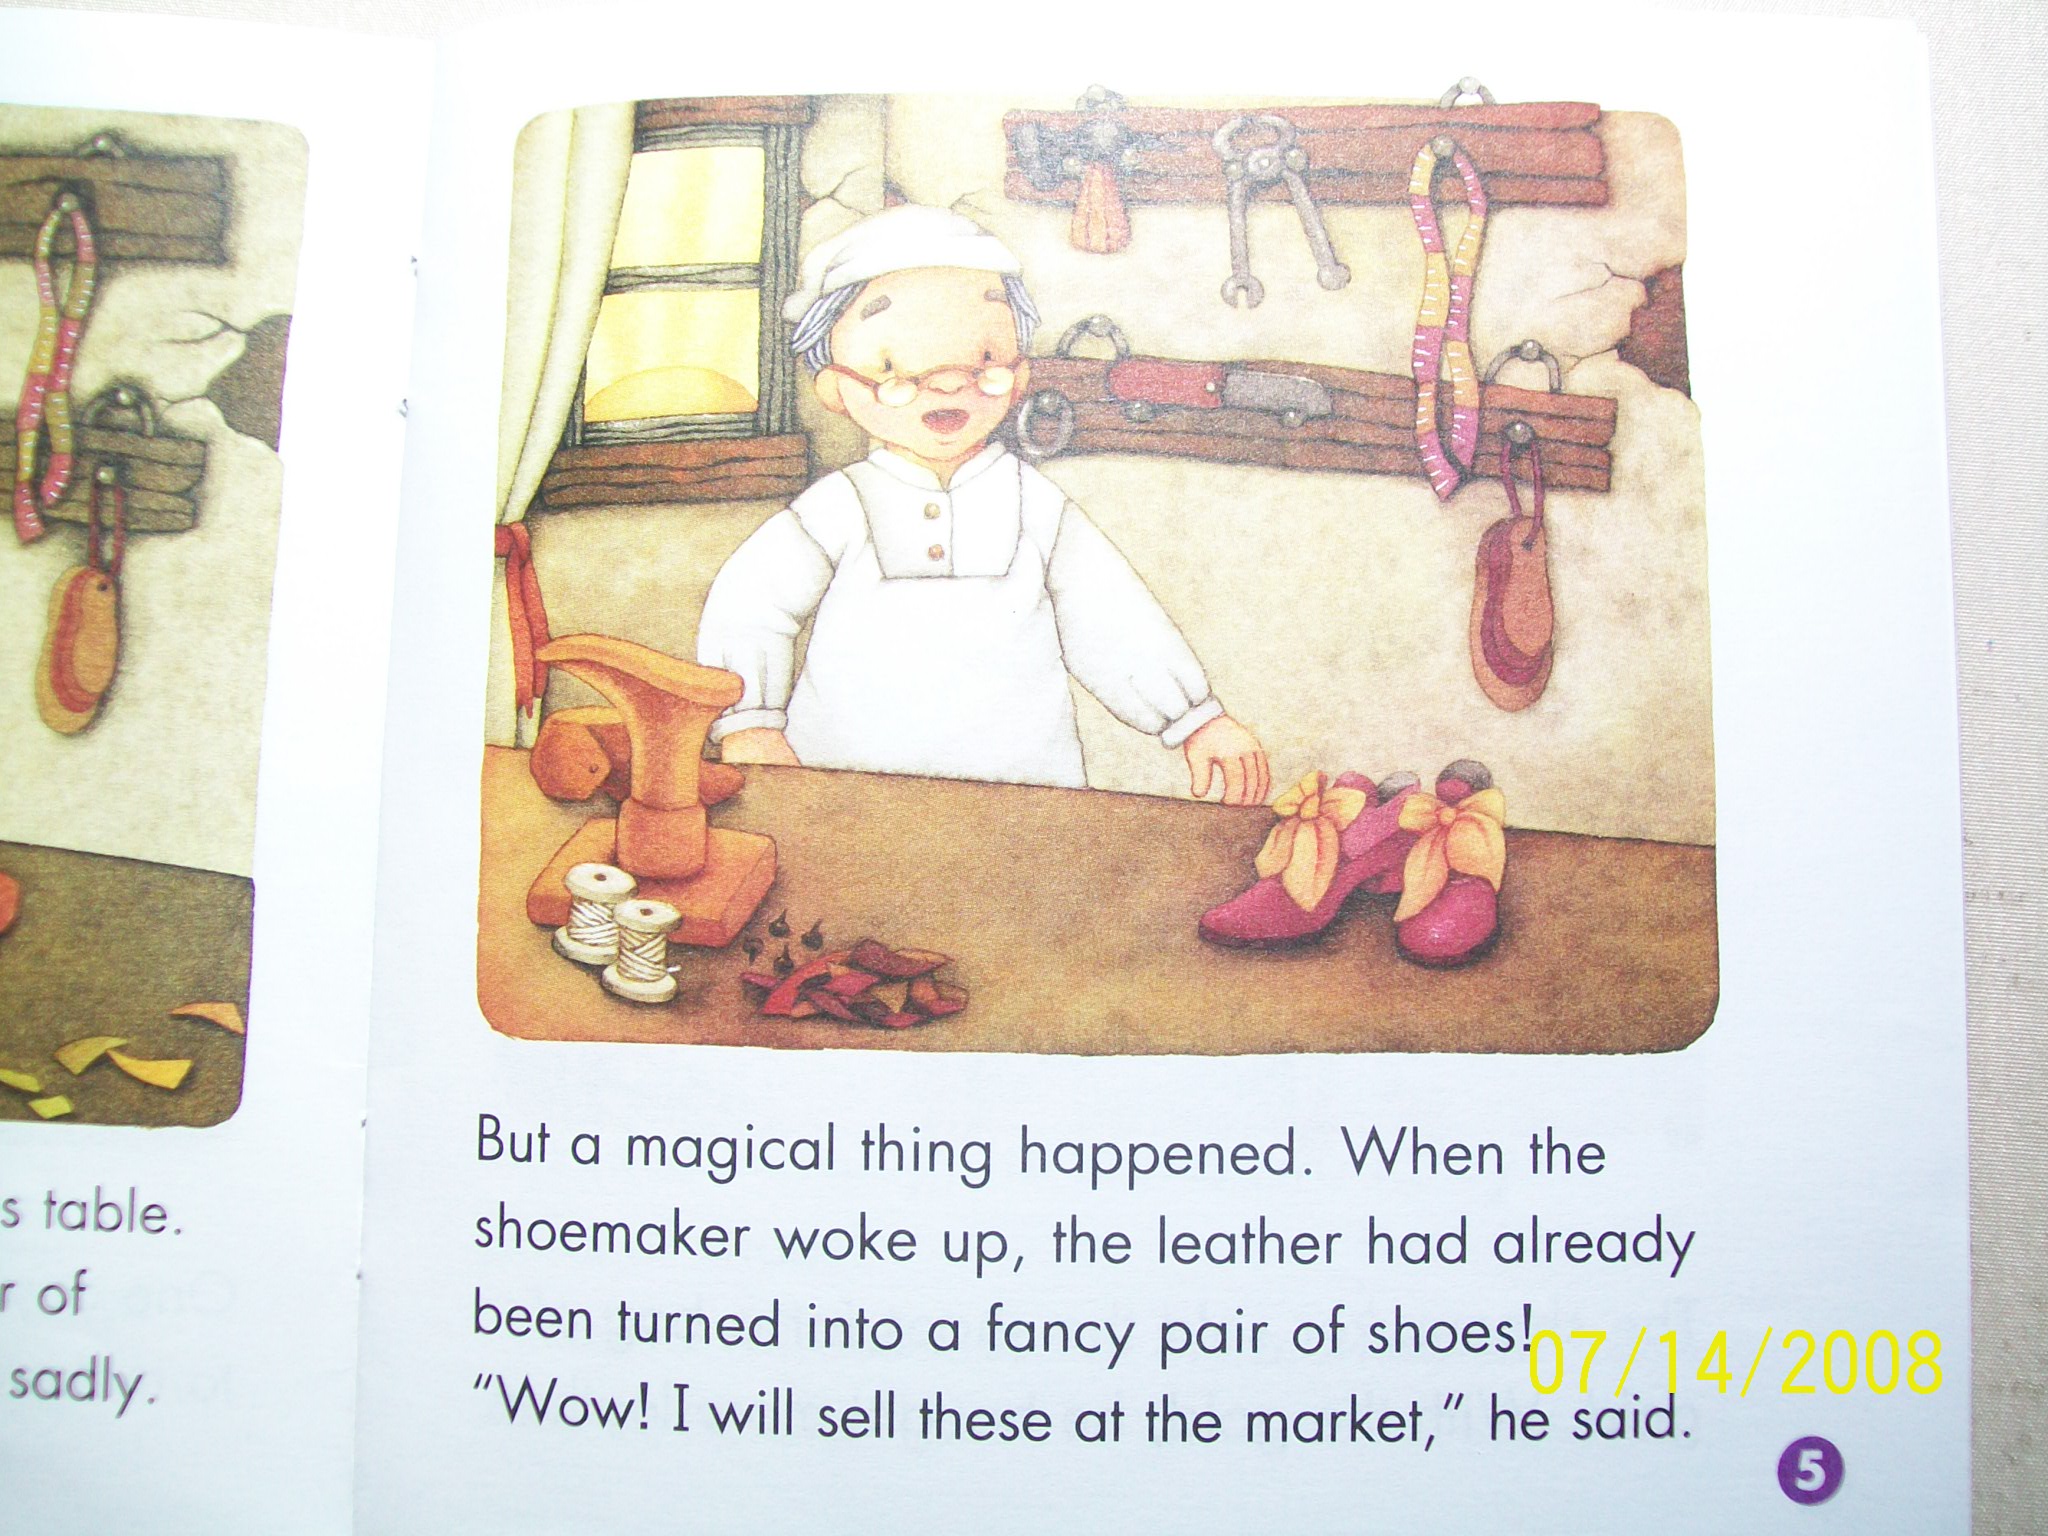 s table.
r of
sadly.
But a magical thing happened. When the
shoemaker woke up, the leather had already
been turned into a fancy pair of shoes!
“Wow! I will sell these at the market,” he said.
07/14/2008
5